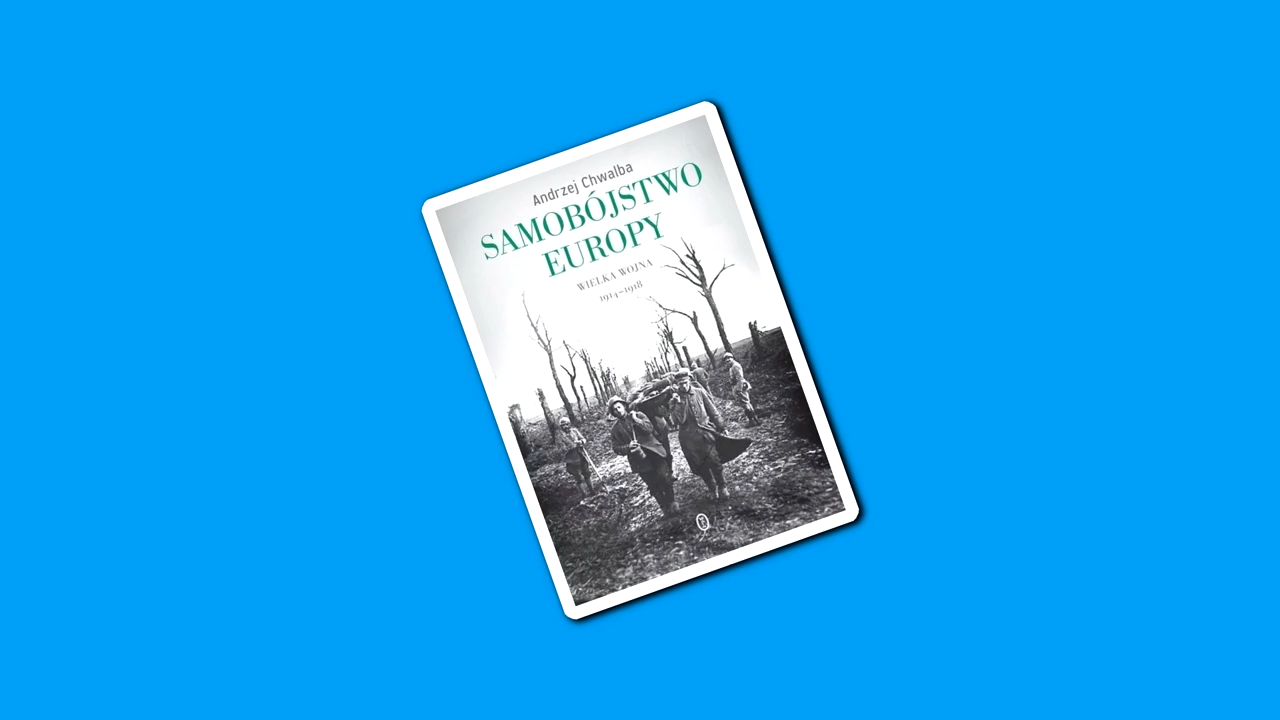 Andrzej Chwalba
SAMOBÓJSTWO
EUROPY
WIELKA WOJNA
1914–1918